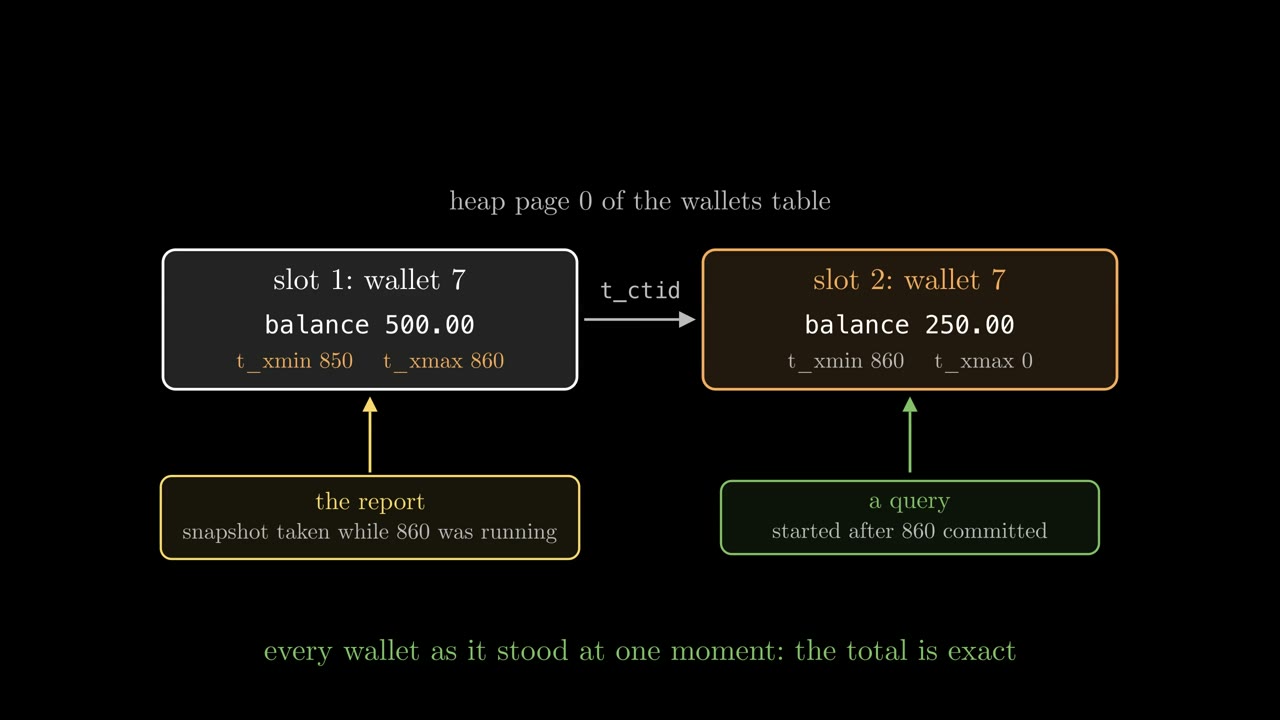 heap page 0 of the wallets table
slot 1: wallet 7
balance 500.00
t_xmin 850 t_xmax 860
t_ctid
slot 2: wallet 7
balance 250.00
t_xmin 860 t_xmax 0
the report
snapshot taken while 860 was running
a query
started after 860 committed
every wallet as it stood at one moment: the total is exact